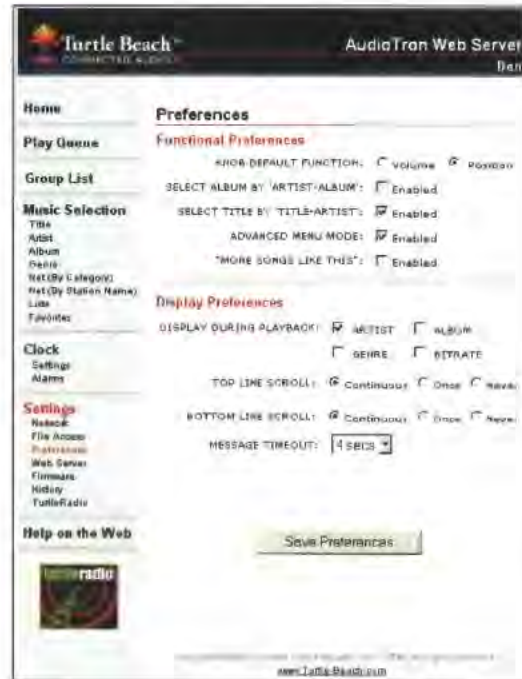 Turtle Beach
CONNECTED AUDIO
AudioTron Web Server
Home
Play Queue
Group List
Music Selection
Title
Artist
Album
Genre
Net (By Category)
Net (By Station Name)
Lists
Favorites
Clock
Settings
Alarms
Settings
Network
File Access
Preferences
Web Server
Firmware
History
TurtleRadio
Help on the Web
radio
Preferences
Functional Preferences
KNOB DEFAULT FUNCTION: Volume Position
SELECT ALBUM BY 'ARTIST-ALBUM': Enabled
SELECT TITLE BY 'TITLE-ARTIST': Enabled
ADVANCED MENU MODE: Enabled
"MORE SONGS LIKE THIS": Enabled
Display Preferences
DISPLAY DURING PLAYBACK: ARTIST ALBUM
GENRE BITRATE
TOP LINE SCROLL: Continuous Once Never
BOTTOM LINE SCROLL: Continuous Once Never
MESSAGE TIMEOUT: 4 secs
Save Preferences
www.Turtle-Beach.com